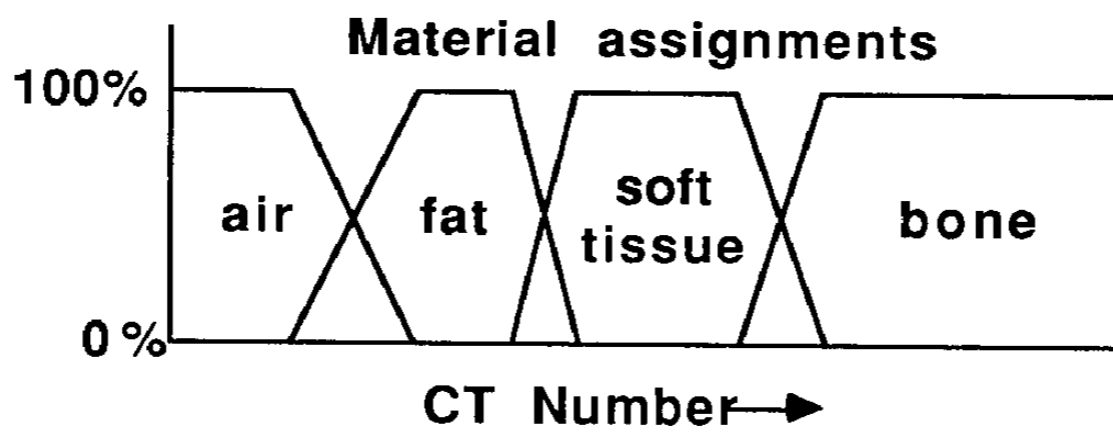 Material assignments
100%
air
fat
soft
tissue
bone
0%
CT Number